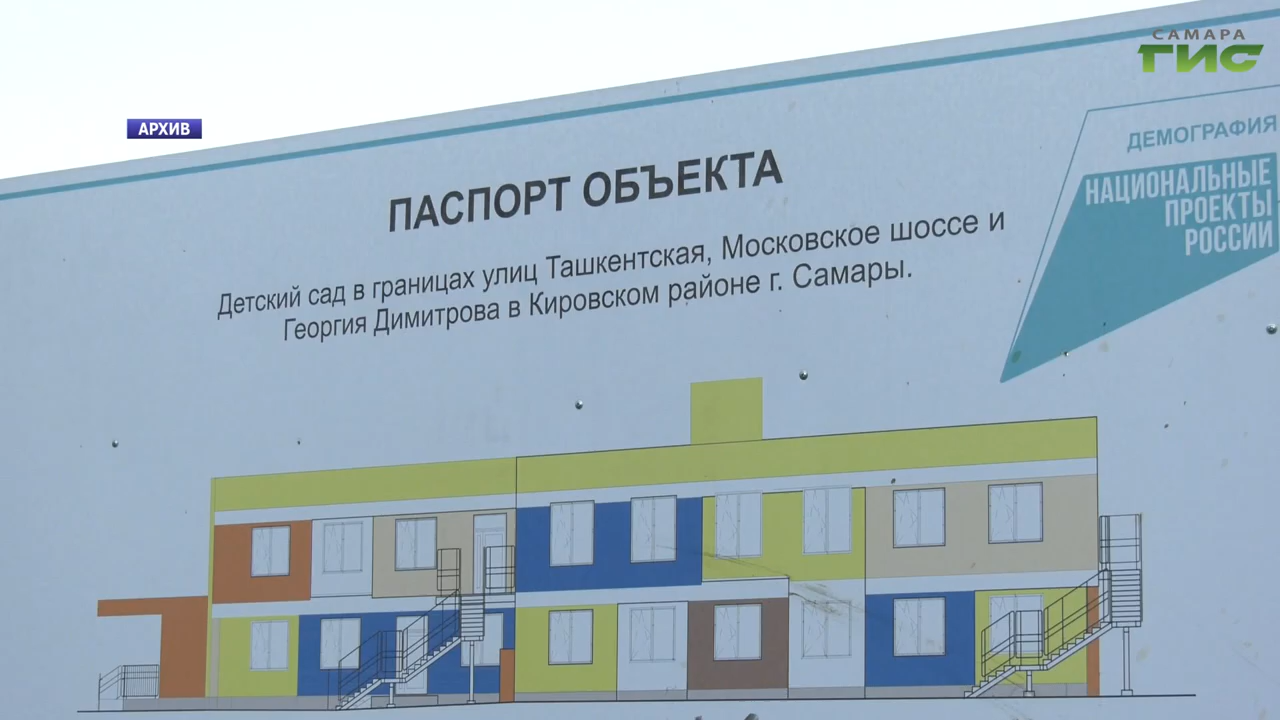 САМАРА
ГИС
АРХИВ
ДЕМОГРАФИЯ
НАЦИОНАЛЬНЫЕ
ПРОЕКТЫ
РОССИИ
ПАСПОРТ ОБЪЕКТА
Детский сад в границах улиц Ташкентская, Московское шоссе и
Георгия Димитрова в Кировском районе г. Самары.